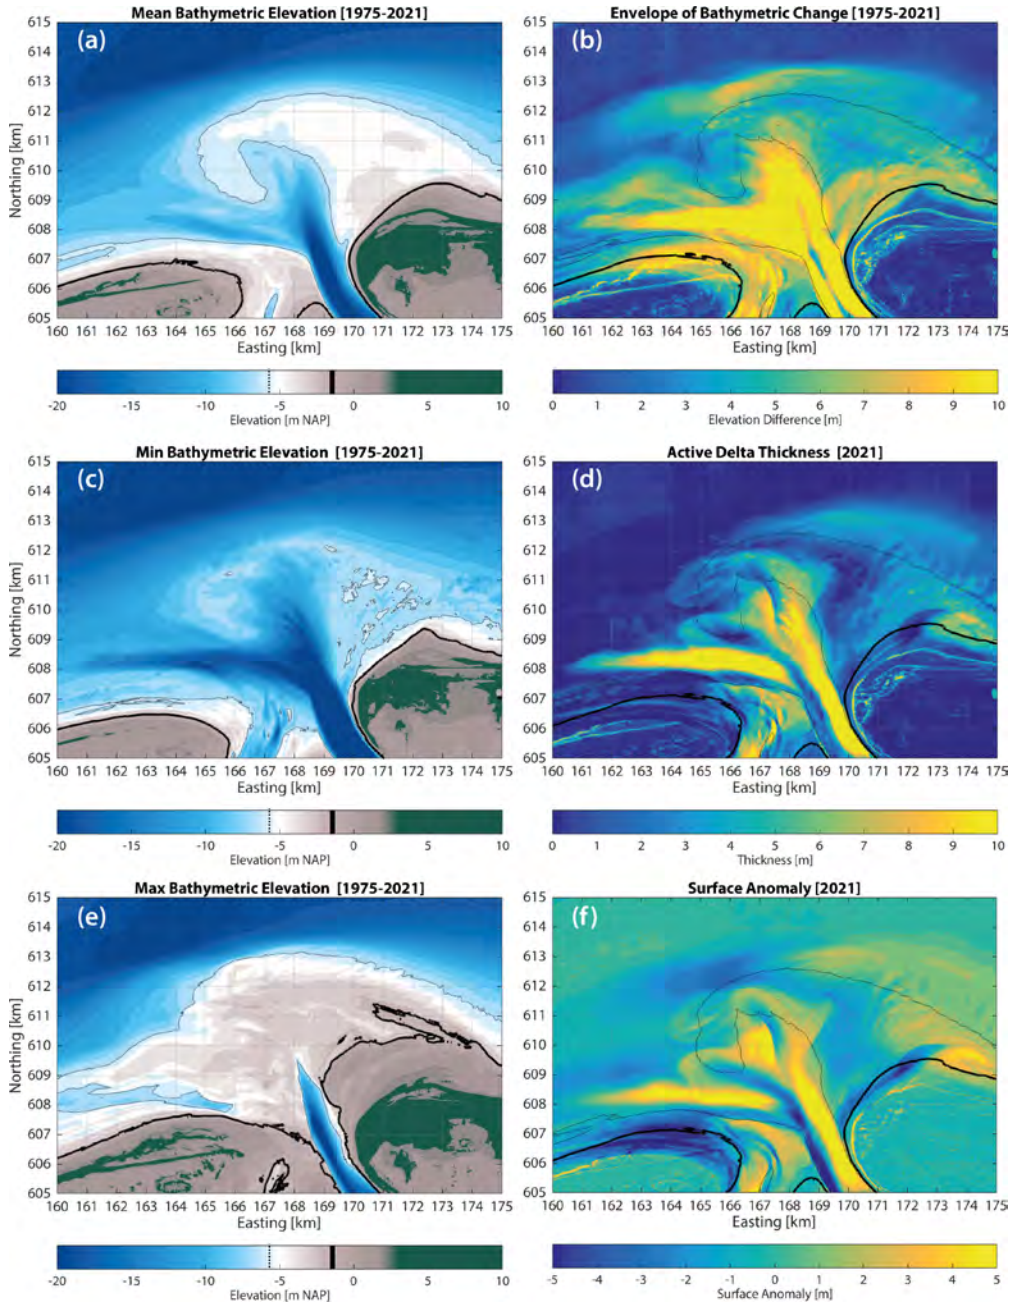 Mean Bathymetric Elevation [1975-2021]
(a)
615
614
613
612
611
610
609
608
607
606
605
Northing [km]
160 161 162 163 164 165 166 167 168 169 170 171 172 173 174 175
Easting [km]
-20 -15 -10 -5 0 5 10
Elevation [m NAP]
Envelope of Bathymetric Change [1975-2021]
(b)
615
614
613
612
611
610
609
608
607
606
605
160 161 162 163 164 165 166 167 168 169 170 171 172 173 174 175
Easting [km]
0 1 2 3 4 5 6 7 8 9 10
Elevation Difference [m]
Min Bathymetric Elevation [1975-2021]
(c)
615
614
613
612
611
610
609
608
607
606
605
Northing [km]
160 161 162 163 164 165 166 167 168 169 170 171 172 173 174 175
Easting [km]
-20 -15 -10 -5 0 5 10
Elevation [m NAP]
Active Delta Thickness [2021]
(d)
615
614
613
612
611
610
609
608
607
606
605
160 161 162 163 164 165 166 167 168 169 170 171 172 173 174 175
Easting [km]
0 1 2 3 4 5 6 7 8 9 10
Thickness [m]
Max Bathymetric Elevation [1975-2021]
(e)
615
614
613
612
611
610
609
608
607
606
605
Northing [km]
160 161 162 163 164 165 166 167 168 169 170 171 172 173 174 175
Easting [km]
-20 -15 -10 -5 0 5 10
Elevation [m NAP]
Surface Anomaly [2021]
(f)
615
614
613
612
611
610
609
608
607
606
605
160 161 162 163 164 165 166 167 168 169 170 171 172 173 174 175
Easting [km]
-5 -4 -3 -2 -1 0 1 2 3 4 5
Surface Anomaly [m]